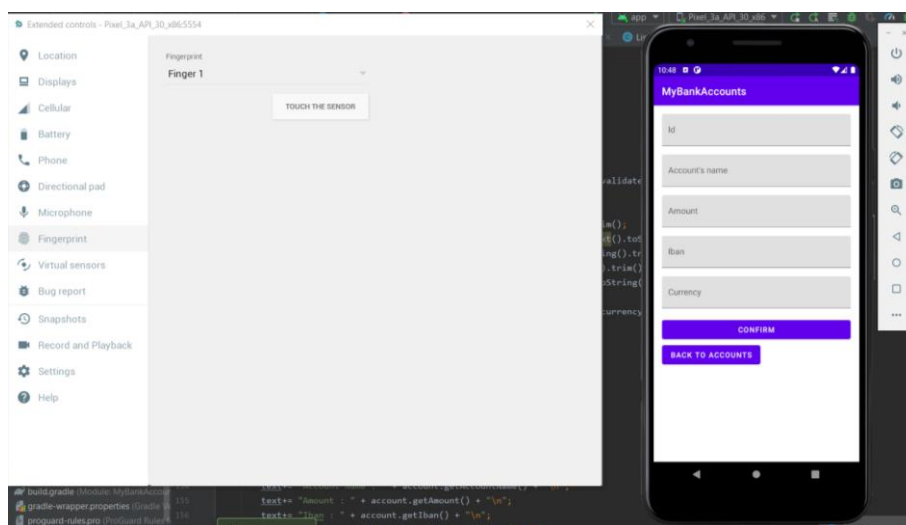 Extended controls - Pixel_3a_API_30_x86:5554
app
Pixel_3a_API_30_x86
Location
Displays
Cellular
Battery
Phone
Directional pad
Microphone
Fingerprint
Virtual sensors
Bug report
Snapshots
Record and Playback
Settings
Help
Fingerprint
Finger 1
TOUCH THE SENSOR
validate
im();
t().toS
ing().tr
).trim()
oString(
currency
10:48
MyBankAccounts
Id
Account's name
Amount
Iban
Currency
CONFIRM
BACK TO ACCOUNTS
build.gradle (Module: MyBankAccou
gradle-wrapper.properties (Gradle
proguard-rules.pro (ProGuard Rules
155
text+= "Amount : " + account.getAmount() + "\n";
156
text+= "Iban : " + account.getIban() + "\n";